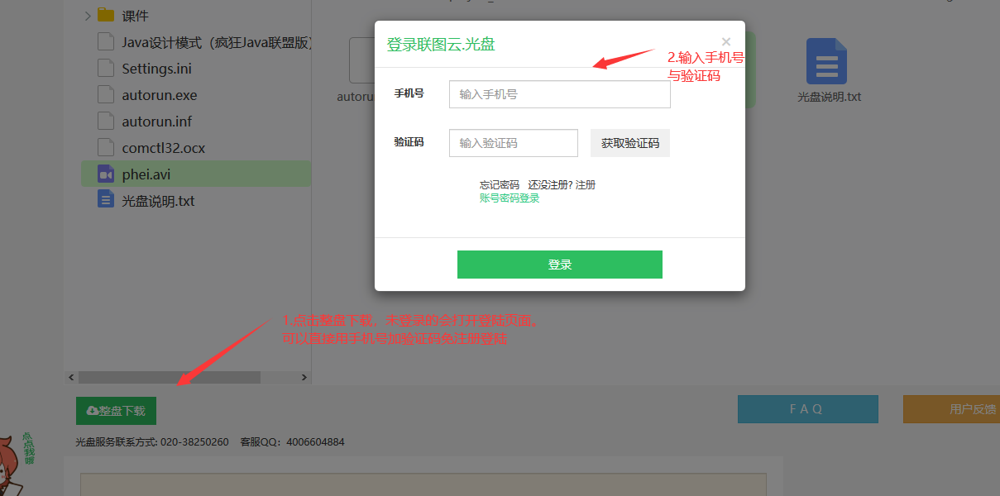 课件
Java设计模式（疯狂Java联盟版）
Settings.ini
autorun.exe
autorun.inf
comctl32.ocx
phei.avi
光盘说明.txt
autoru
光盘说明.txt
登录联图云.光盘
×
2.输入手机号
与验证码
手机号
输入手机号
验证码
输入验证码
获取验证码
忘记密码 还没注册? 注册
账号密码登录
登录
1.点击整盘下载，未登录的会打开登陆页面。
可以直接用手机号加验证码免注册登陆
整盘下载
F A Q
用户反馈
光盘服务联系方式: 020-38250260 客服QQ：4006604884
点点我哦